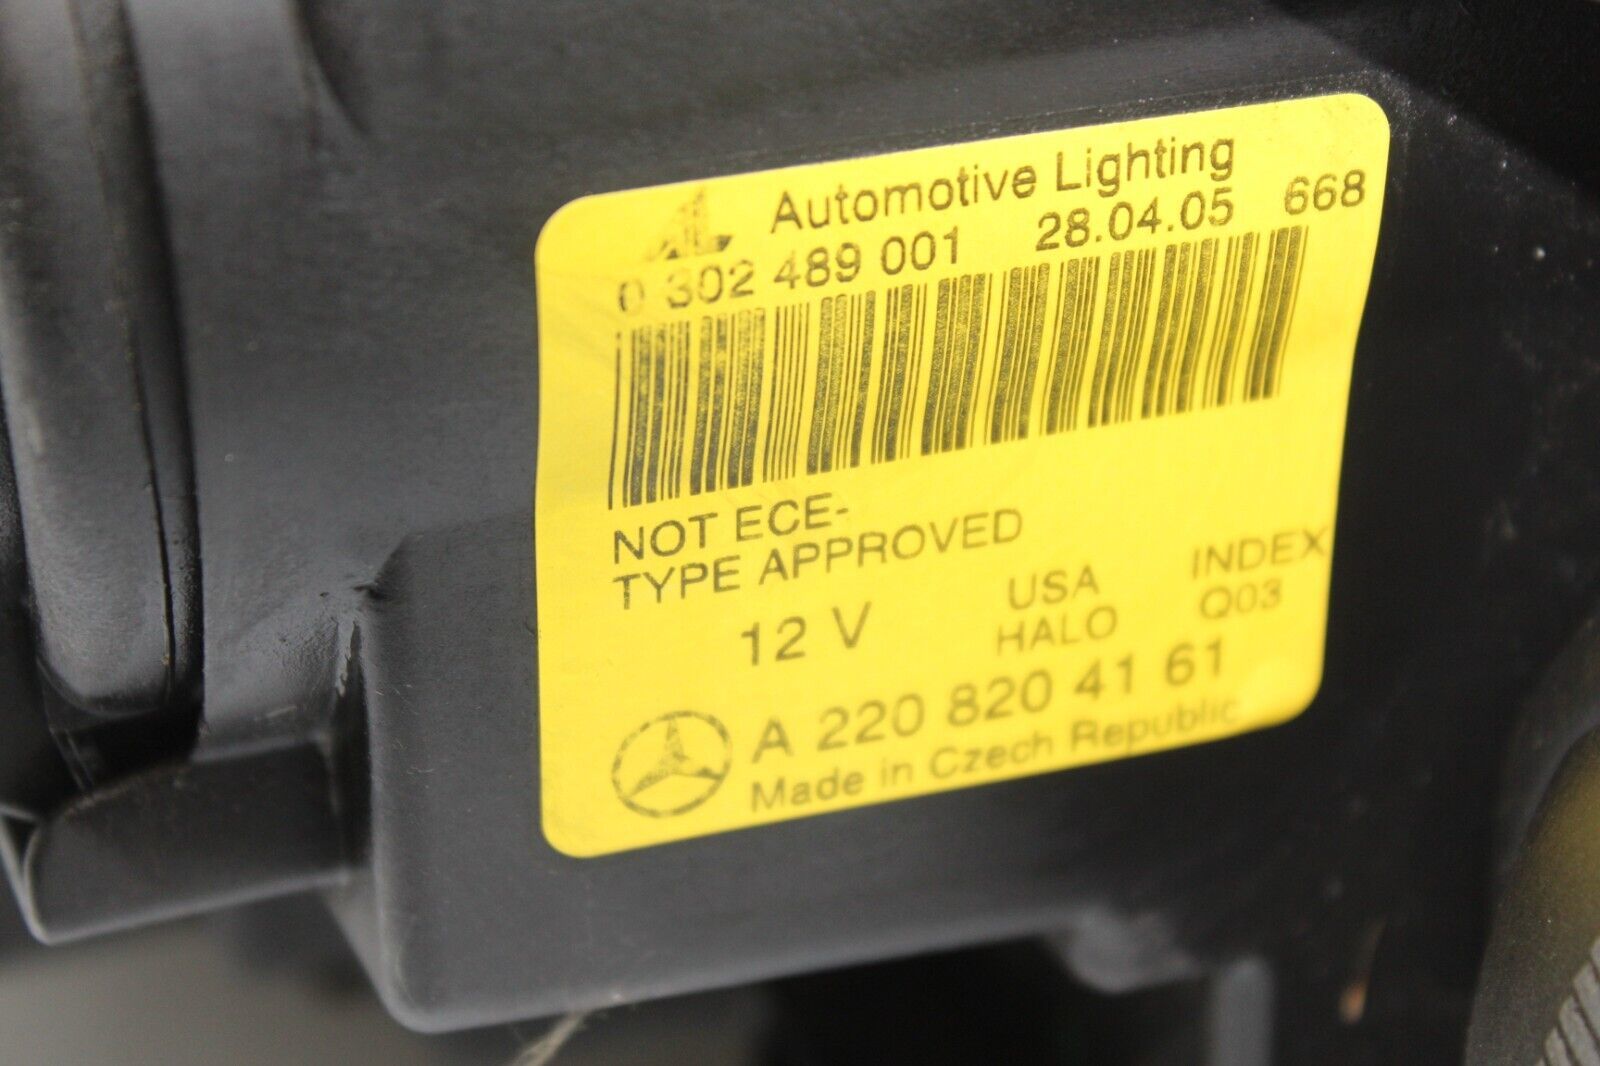 AL Automotive Lighting
0 302 489 001 28.04.05 668
NOT ECE-
TYPE APPROVED
12 V USA INDEX
HALO Q03
A 220 820 41 61
Made in Czech Republic